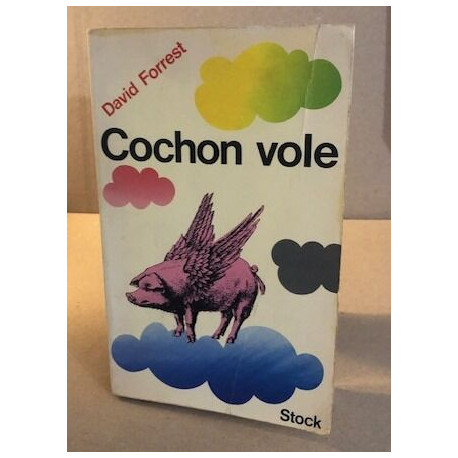 David Forrest
Cochon vole
Stock